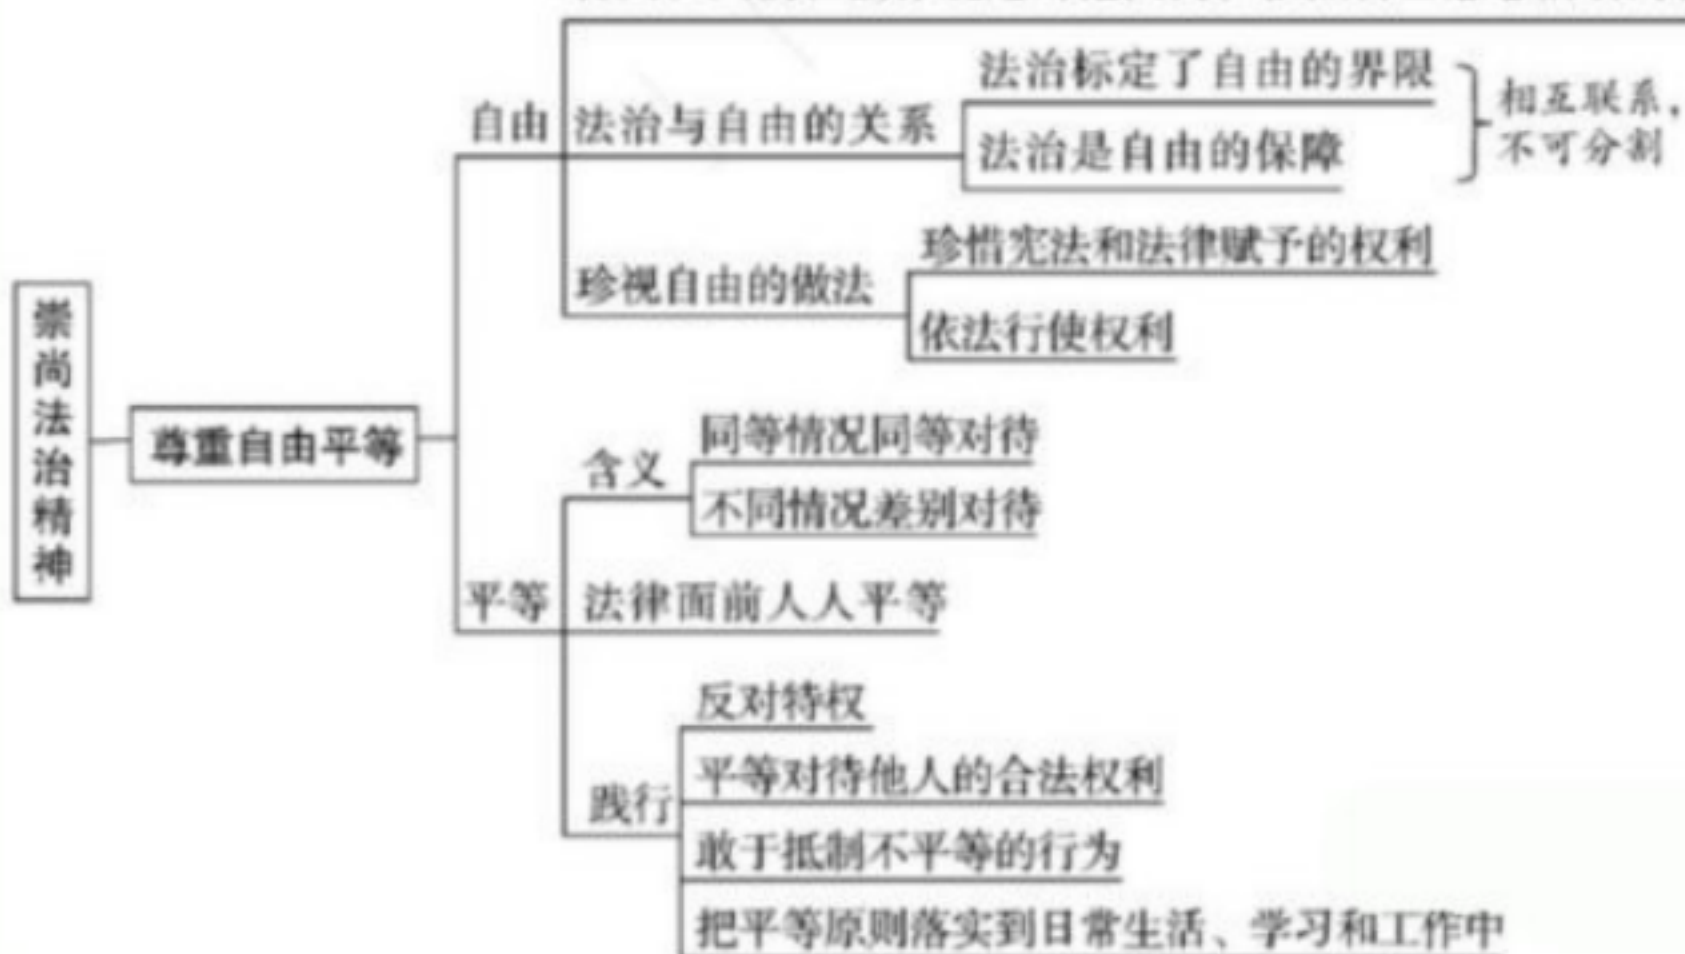 法治标定了自由的界限
自由
法治与自由的关系
相互联系，
不可分割
法治是自由的保障
珍惜宪法和法律赋予的权利
珍视自由的做法
依法行使权利
崇尚法治精神
尊重自由平等
同等情况同等对待
含义
不同情况差别对待
平等
法律面前人人平等
反对特权
平等对待他人的合法权利
践行
敢于抵制不平等的行为
把平等原则落实到日常生活、学习和工作中